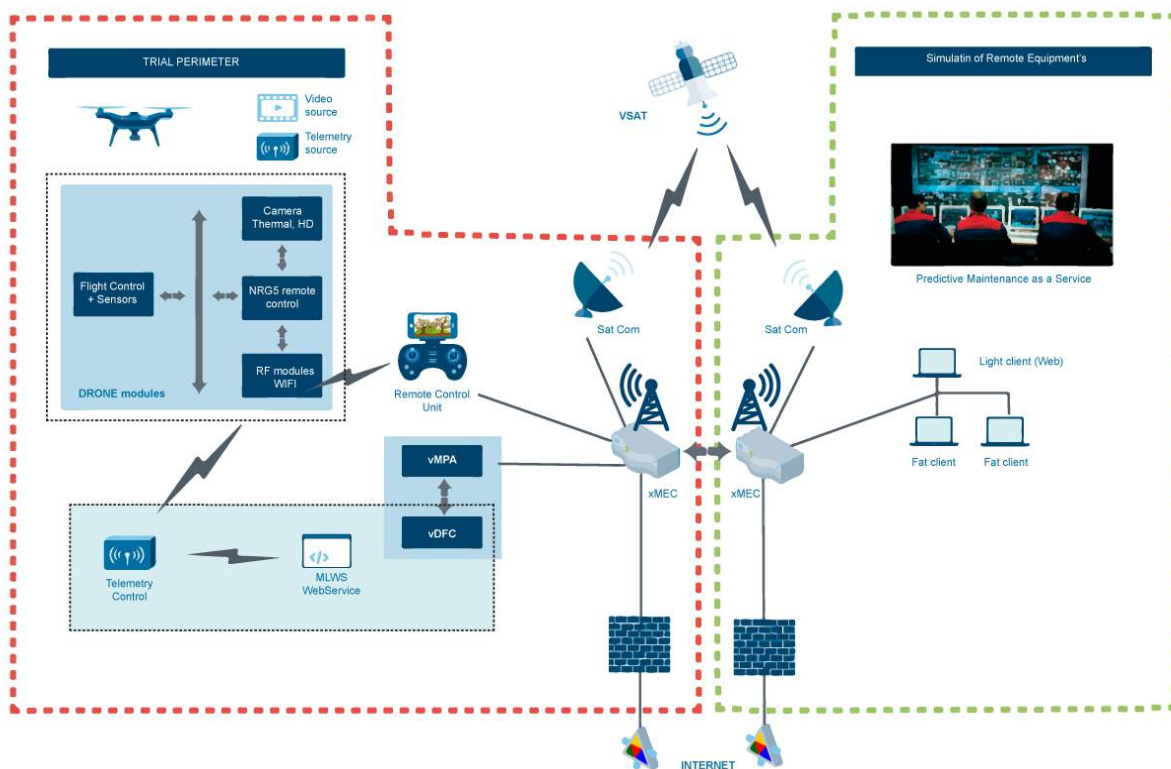 TRIAL PERIMETER
Video
source
Telemetry
source
Camera
Thermal, HD
Flight Control
+ Sensors
NRG5 remote
control
RF modules
WIFI
DRONE modules
Remote Control
Unit
vMPA
vDFC
Telemetry
Control
MLWS
WebService
VSAT
Sat Com
Sat Com
xMEC
xMEC
INTERNET
Simulatin of Remote Equipment's
Predictive Maintenance as a Service
Light client (Web)
Fat client
Fat client